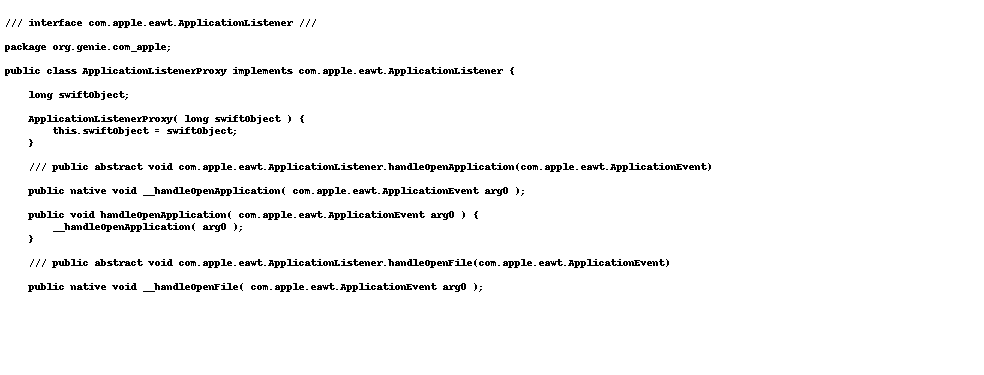 /// interface com.apple.eawt.ApplicationListener ///
package org.genie.com_apple;
public class ApplicationListenerProxy implements com.apple.eawt.ApplicationListener {
long swiftObject;
ApplicationListenerProxy( long swiftObject ) {
this.swiftObject = swiftObject;
}
/// public abstract void com.apple.eawt.ApplicationListener.handleOpenApplication(com.apple.eawt.ApplicationEvent)
public native void __handleOpenApplication( com.apple.eawt.ApplicationEvent arg0 );
public void handleOpenApplication( com.apple.eawt.ApplicationEvent arg0 ) {
__handleOpenApplication( arg0 );
}
/// public abstract void com.apple.eawt.ApplicationListener.handleOpenFile(com.apple.eawt.ApplicationEvent)
public native void __handleOpenFile( com.apple.eawt.ApplicationEvent arg0 );